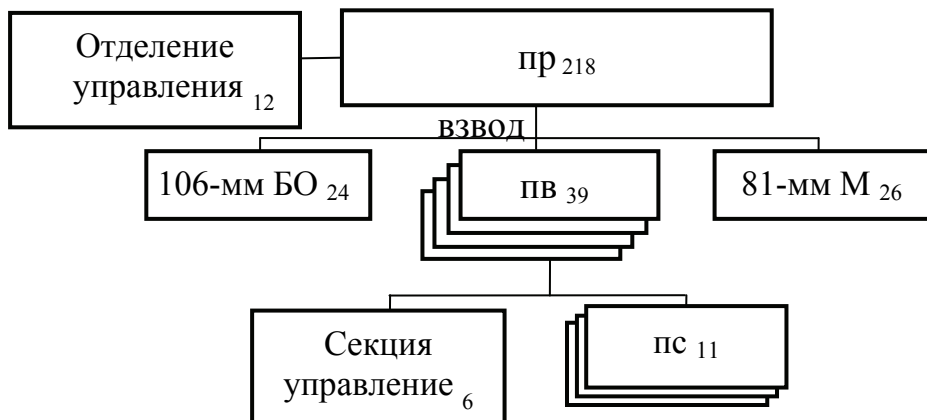 Отделение
управления 12
пр 218
взвод
106-мм БО 24
пв 39
81-мм М 26
Секция
управление 6
пс 11